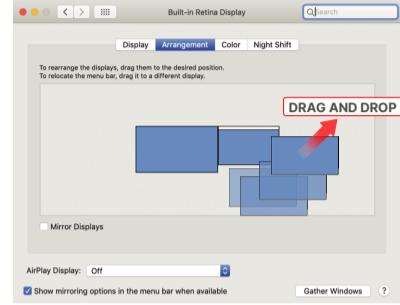 Built-in Retina Display
Search
Display Arrangement Color Night Shift
To rearrange the displays, drag them to the desired position.
To relocate the menu bar, drag it to a different display.
DRAG AND DROP
Mirror Displays
AirPlay Display: Off
Show mirroring options in the menu bar when available
Gather Windows ?